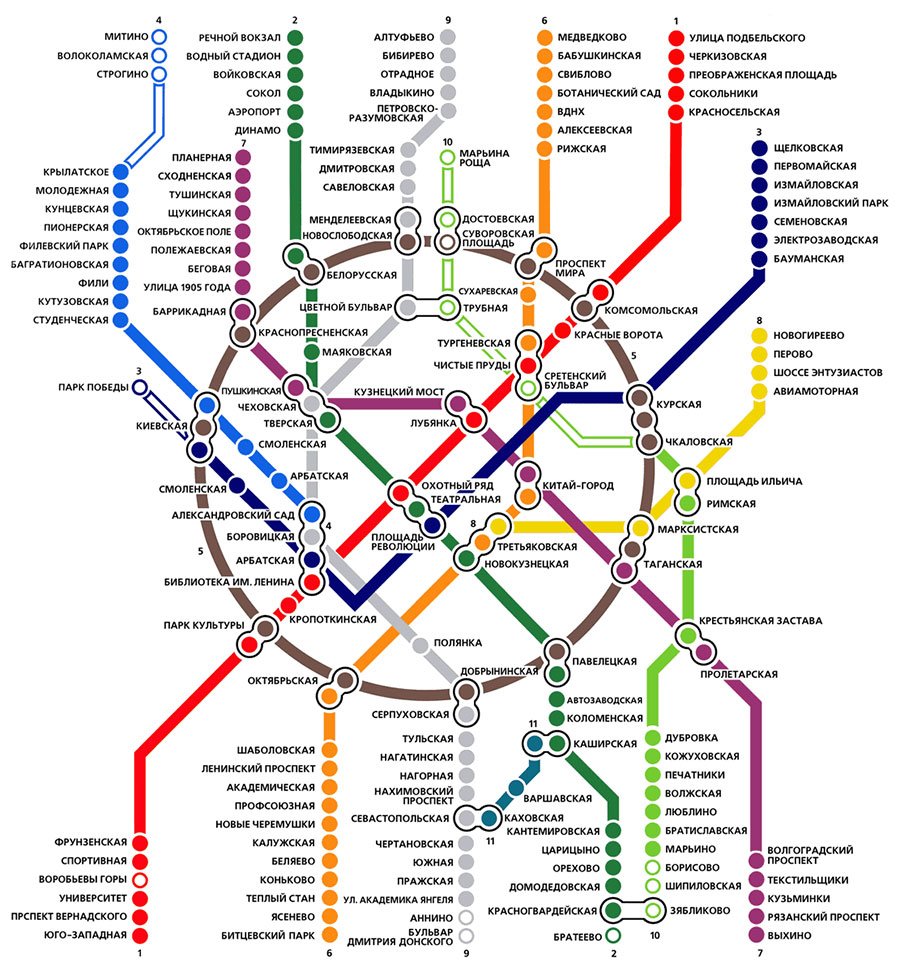 4
МИТИНО
ВОЛОКОЛАМСКАЯ
СТРОГИНО
КРЫЛАТСКОЕ
МОЛОДЕЖНАЯ
КУНЦЕВСКАЯ
ПИОНЕРСКАЯ
ФИЛЕВСКИЙ ПАРК
БАГРАТИОНОВСКАЯ
ФИЛИ
КУТУЗОВСКАЯ
СТУДЕНЧЕСКАЯ
2
РЕЧНОЙ ВОКЗАЛ
ВОДНЫЙ СТАДИОН
ВОЙКОВСКАЯ
СОКОЛ
АЭРОПОРТ
ДИНАМО
7
ПЛАНЕРНАЯ
СХОДНЕНСКАЯ
ТУШИНСКАЯ
ЩУКИНСКАЯ
ОКТЯБРЬСКОЕ ПОЛЕ
ПОЛЕЖАЕВСКАЯ
БЕГОВАЯ
УЛИЦА 1905 ГОДА
БАРРИКАДНАЯ
КРАСНОПРЕСНЕНСКАЯ
9
АЛТУФЬЕВО
БИБИРЕВО
ОТРАДНОЕ
ВЛАДЫКИНО
ПЕТРОВСКО-
РАЗУМОВСКАЯ
ТИМИРЯЗЕВСКАЯ
ДМИТРОВСКАЯ
САВЕЛОВСКАЯ
МЕНДЕЛЕЕВСКАЯ
НОВОСЛОБОДСКАЯ
10
МАРЬИНА
РОЩА
ДОСТОЕВСКАЯ
СУВОРОВСКАЯ
ПЛОЩАДЬ
6
МЕДВЕДКОВО
БАБУШКИНСКАЯ
СВИБЛОВО
БОТАНИЧЕСКИЙ САД
ВДНХ
АЛЕКСЕЕВСКАЯ
РИЖСКАЯ
ПРОСПЕКТ
МИРА
1
УЛИЦА ПОДБЕЛЬСКОГО
ЧЕРКИЗОВСКАЯ
ПРЕОБРАЖЕНСКАЯ ПЛОЩАДЬ
СОКОЛЬНИКИ
КРАСНОСЕЛЬСКАЯ
КОМСОМОЛЬСКАЯ
КРАСНЫЕ ВОРОТА
3
ЩЕЛКОВСКАЯ
ПЕРВОМАЙСКАЯ
ИЗМАЙЛОВСКАЯ
ИЗМАЙЛОВСКИЙ ПАРК
СЕМЕНОВСКАЯ
ЭЛЕКТРОЗАВОДСКАЯ
БАУМАНСКАЯ
8
НОВОГИРЕЕВО
ПЕРОВО
ШОССЕ ЭНТУЗИАСТОВ
АВИАМОТОРНАЯ
БЕЛОРУССКАЯ
ЦВЕТНОЙ БУЛЬВАР
ТРУБНАЯ
СУХАРЕВСКАЯ
ТУРГЕНЕВСКАЯ
ЧИСТЫЕ ПРУДЫ
СРЕТЕНСКИЙ
БУЛЬВАР
МАЯКОВСКАЯ
5
3
ПАРК ПОБЕДЫ
ПУШКИНСКАЯ
ЧЕХОВСКАЯ
ТВЕРСКАЯ
КУЗНЕЦКИЙ МОСТ
ЛУБЯНКА
КУРСКАЯ
ЧКАЛОВСКАЯ
КИЕВСКАЯ
СМОЛЕНСКАЯ
АРБАТСКАЯ
СМОЛЕНСКАЯ
АЛЕКСАНДРОВСКИЙ САД
4
БОРОВИЦКАЯ
АРБАТСКАЯ
БИБЛИОТЕКА ИМ. ЛЕНИНА
КРОПОТКИНСКАЯ
ПАРК КУЛЬТУРЫ
5
ОХОТНЫЙ РЯД
ТЕАТРАЛЬНАЯ
ПЛОЩАДЬ
РЕВОЛЮЦИИ
КИТАЙ-ГОРОД
8
ТРЕТЬЯКОВСКАЯ
НОВОКУЗНЕЦКАЯ
ПЛОЩАДЬ ИЛЬИЧА
РИМСКАЯ
МАРКСИСТСКАЯ
ТАГАНСКАЯ
КРЕСТЬЯНСКАЯ ЗАСТАВА
ПРОЛЕТАРСКАЯ
ПОЛЯНКА
ОКТЯБРЬСКАЯ
ДОБРЫНИНСКАЯ
СЕРПУХОВСКАЯ
ПАВЕЛЕЦКАЯ
АВТОЗАВОДСКАЯ
КОЛОМЕНСКАЯ
11
КАШИРСКАЯ
ВАРШАВСКАЯ
КАХОВСКАЯ
11
ФРУНЗЕНСКАЯ
СПОРТИВНАЯ
ВОРОБЬЕВЫ ГОРЫ
УНИВЕРСИТЕТ
ПРСПЕКТ ВЕРНАДСКОГО
ЮГО-ЗАПАДНАЯ
1
ШАБОЛОВСКАЯ
ЛЕНИНСКИЙ ПРОСПЕКТ
АКАДЕМИЧЕСКАЯ
ПРОФСОЮЗНАЯ
НОВЫЕ ЧЕРЕМУШКИ
КАЛУЖСКАЯ
БЕЛЯЕВО
КОНЬКОВО
ТЕПЛЫЙ СТАН
ЯСЕНЕВО
БИТЦЕВСКИЙ ПАРК
6
ТУЛЬСКАЯ
НАГАТИНСКАЯ
НАГОРНАЯ
НАХИМОВСКИЙ
ПРОСПЕКТ
СЕВАСТОПОЛЬСКАЯ
ЧЕРТАНОВСКАЯ
ЮЖНАЯ
ПРАЖСКАЯ
УЛ. АКАДЕМИКА ЯНГЕЛЯ
АННИНО
БУЛЬВАР
ДМИТРИЯ ДОНСКОГО
9
КАНТЕМИРОВСКАЯ
ЦАРИЦЫНО
ОРЕХОВО
ДОМОДЕДОВСКАЯ
КРАСНОГВАРДЕЙСКАЯ
БРАТЕЕВО
2
ДУБРОВКА
КОЖУХОВСКАЯ
ПЕЧАТНИКИ
ВОЛЖСКАЯ
ЛЮБЛИНО
БРАТИСЛАВСКАЯ
МАРЬИНО
БОРИСОВО
ШИПИЛОВСКАЯ
ЗЯБЛИКОВО
10
ВОЛГОГРАДСКИЙ
ПРОСПЕКТ
ТЕКСТИЛЬЩИКИ
КУЗЬМИНКИ
РЯЗАНСКИЙ ПРОСПЕКТ
ВЫХИНО
7